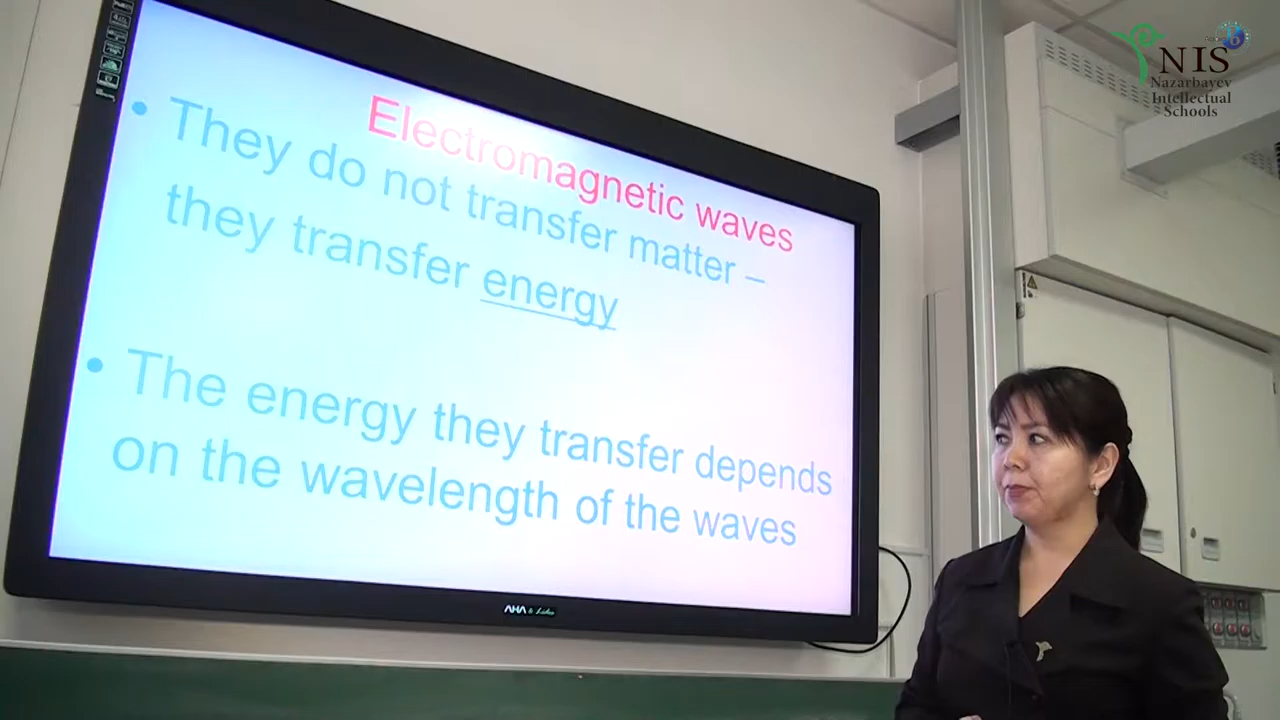 Electromagnetic waves
• They do not transfer matter –
they transfer energy
• The energy they transfer depends
on the wavelength of the waves
NIS
Nazarbayev
Intellectual
Schools